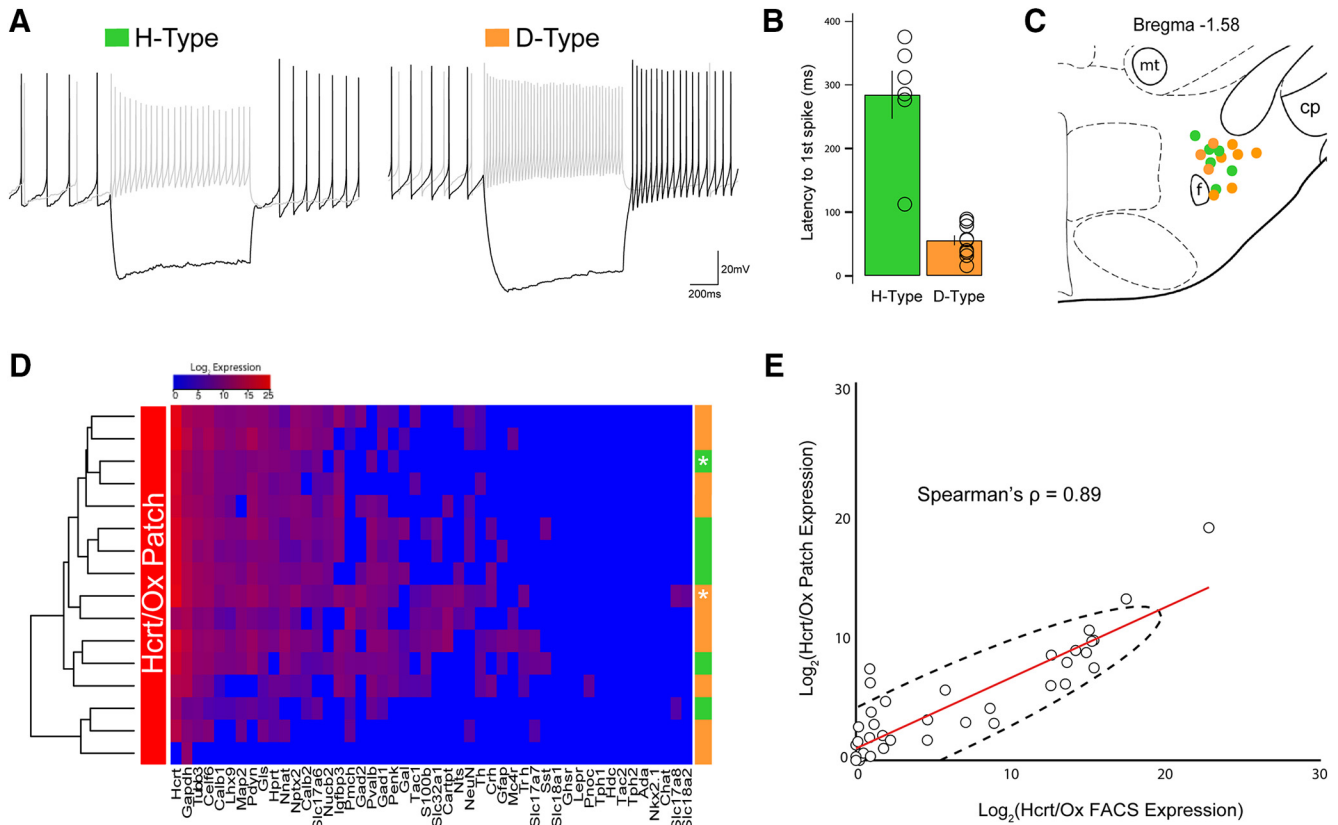 A
H-Type
D-Type
20mV
200ms
B
Latency to 1st spike (ms)
400
300
200
100
0
H-Type
D-Type
C
Bregma -1.58
mt
cp
f
D
Log2 Expression
0 5 10 15 25
Hcrt/Ox Patch
*
*
Hcrt
Gapdh
Tubb3
Celf6
Calb1
Lhx9
Map2
Pdyn
Gls
Hprt
Nnat
Nptx2
Calb2
Slc17a6
Nucb2
Igfbp3
Pmch
Gad2
Pvalb
Gad1
Penk
Gal
Tac1
S100b
Slc32a1
Cartpt
Nts
NeuN
Th
Crh
Gfap
Mc4r
Trh
Slc17a7
Sst
Slc18a1
Ghsr
Lepr
Pnoc
Tph1
Hdc
Tac2
Tph2
Ada
Nkx2.1
Chat
Slc17a8
Slc18a2
E
Log2(Hcrt/Ox Patch Expression)
30
20
10
0
Spearman's ρ = 0.89
0
10
20
30
Log2(Hcrt/Ox FACS Expression)